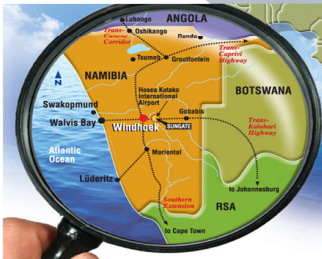 Lubango
ANGOLA
Trans-
Cunene
Corridor
Oshikango
Rundu
Trans-
Caprivi
Highway
Tsumeb
Grootfontein
N
NAMIBIA
BOTSWANA
Hosea Kutako
International
Airport
Swakopmund
Gobabis
Walvis Bay
Windhoek
SUNGATE
Trans-
Kalahari
Highway
Atlantic
Ocean
Mariental
Lüderitz
to Johannesburg
Southern
Extension
RSA
to Cape Town